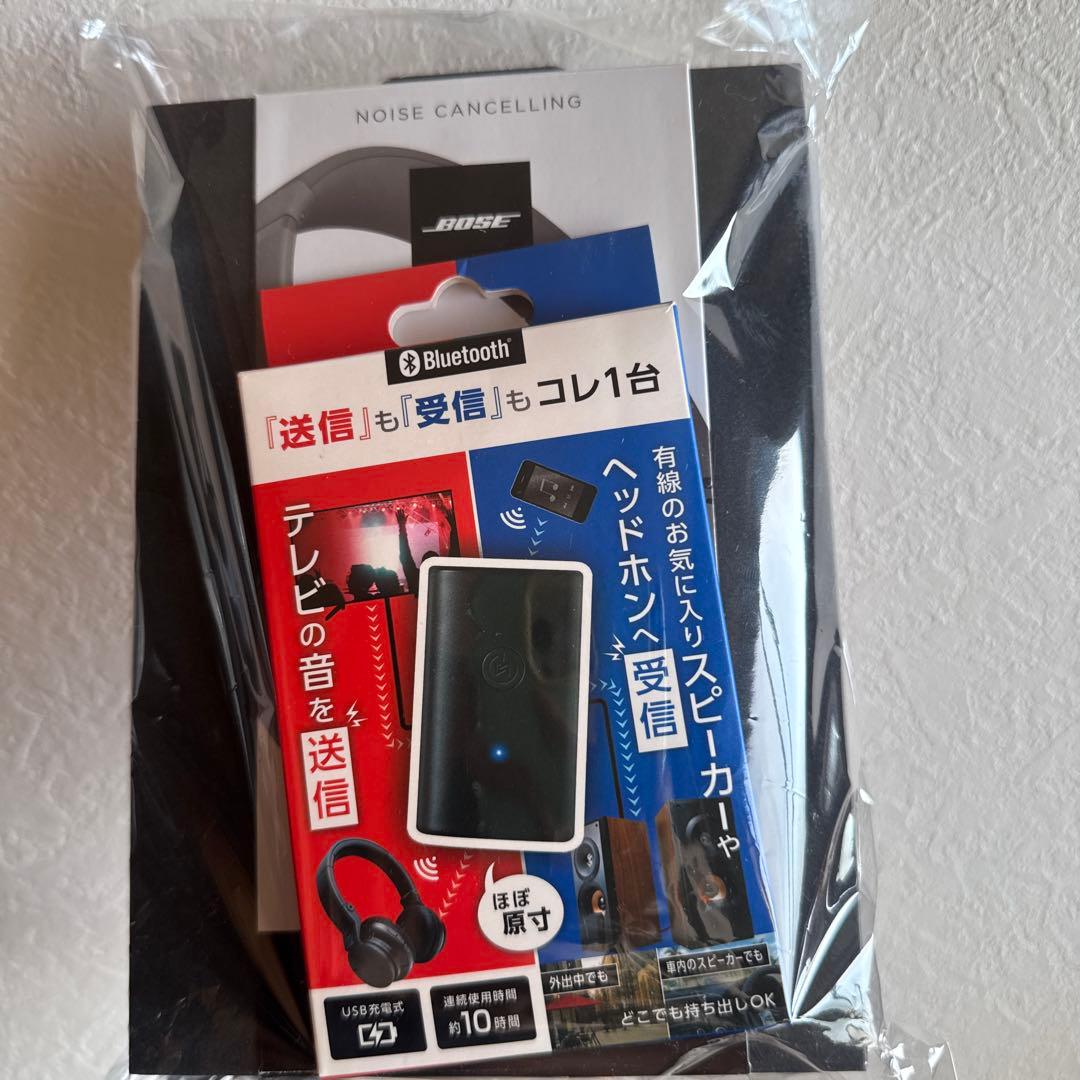 NOISE CANCELLING
BOSE
Bluetooth®
『送信』も『受信』もコレ1台
テレビの音を送信
有線のお気に入りスピーカーや
ヘッドホンへ受信
ほぼ
原寸
USB充電式
連続使用時間
約10時間
外出中でも
車内のスピーカーでも
どこでも持ち出しOK